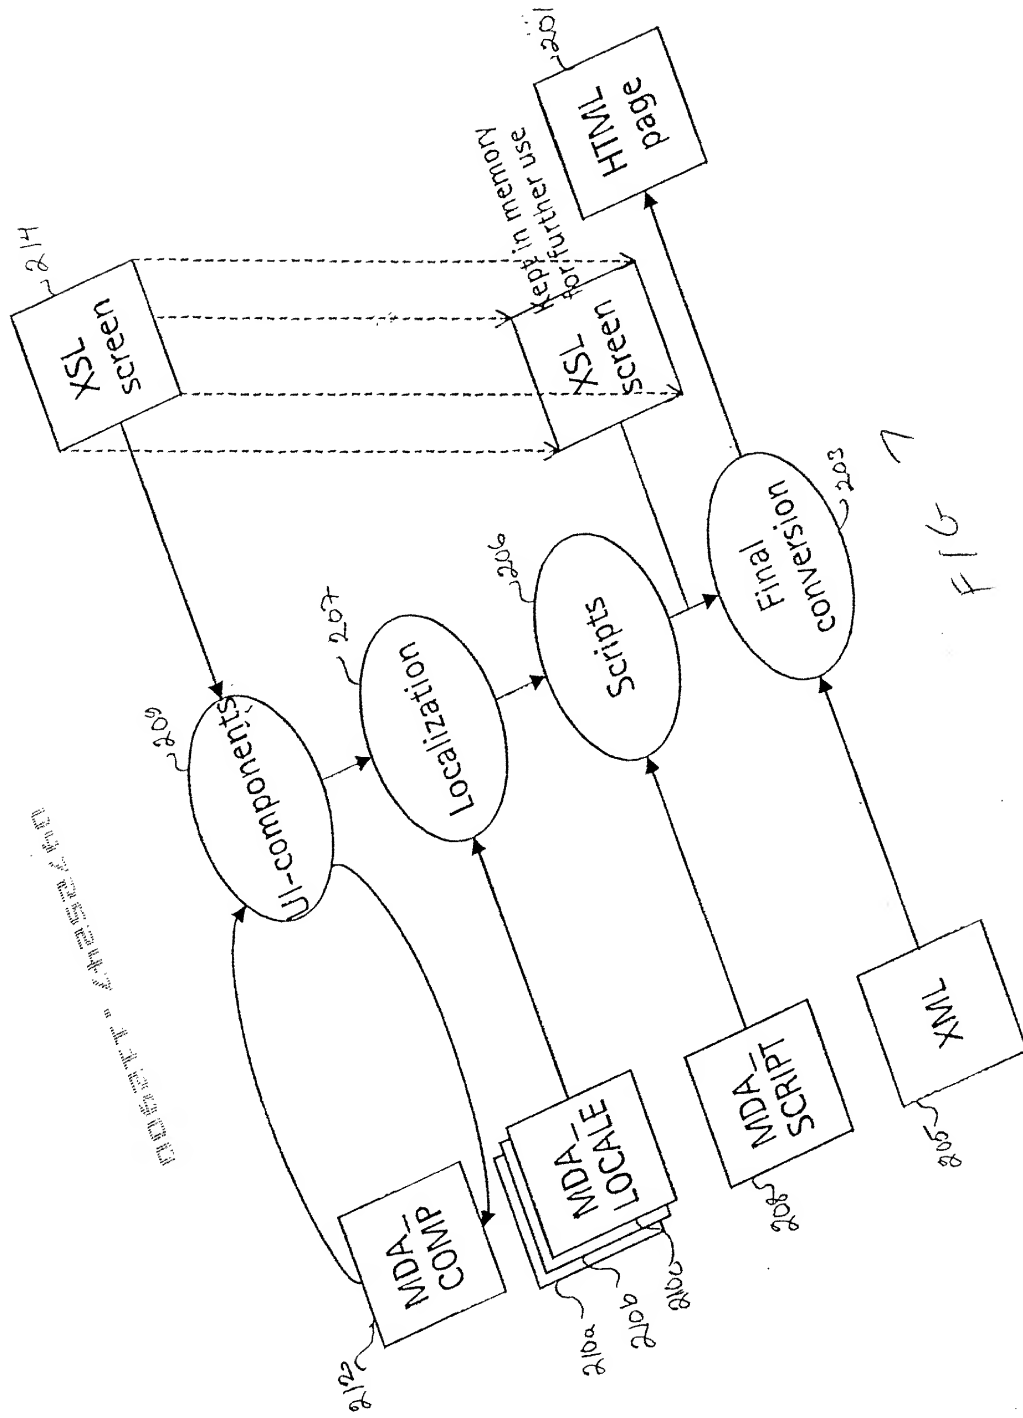 214
XSL
screen
201
HTML
page
Kept in memory
for further use
XSL
screen
209
UI-components
207
Localization
206
Scripts
203
Final
conversion
212
MDA_
COMP
210a
210b
210c
MDA_
LOCALE
208
MDA_
SCRIPT
205
XML
FIG 7